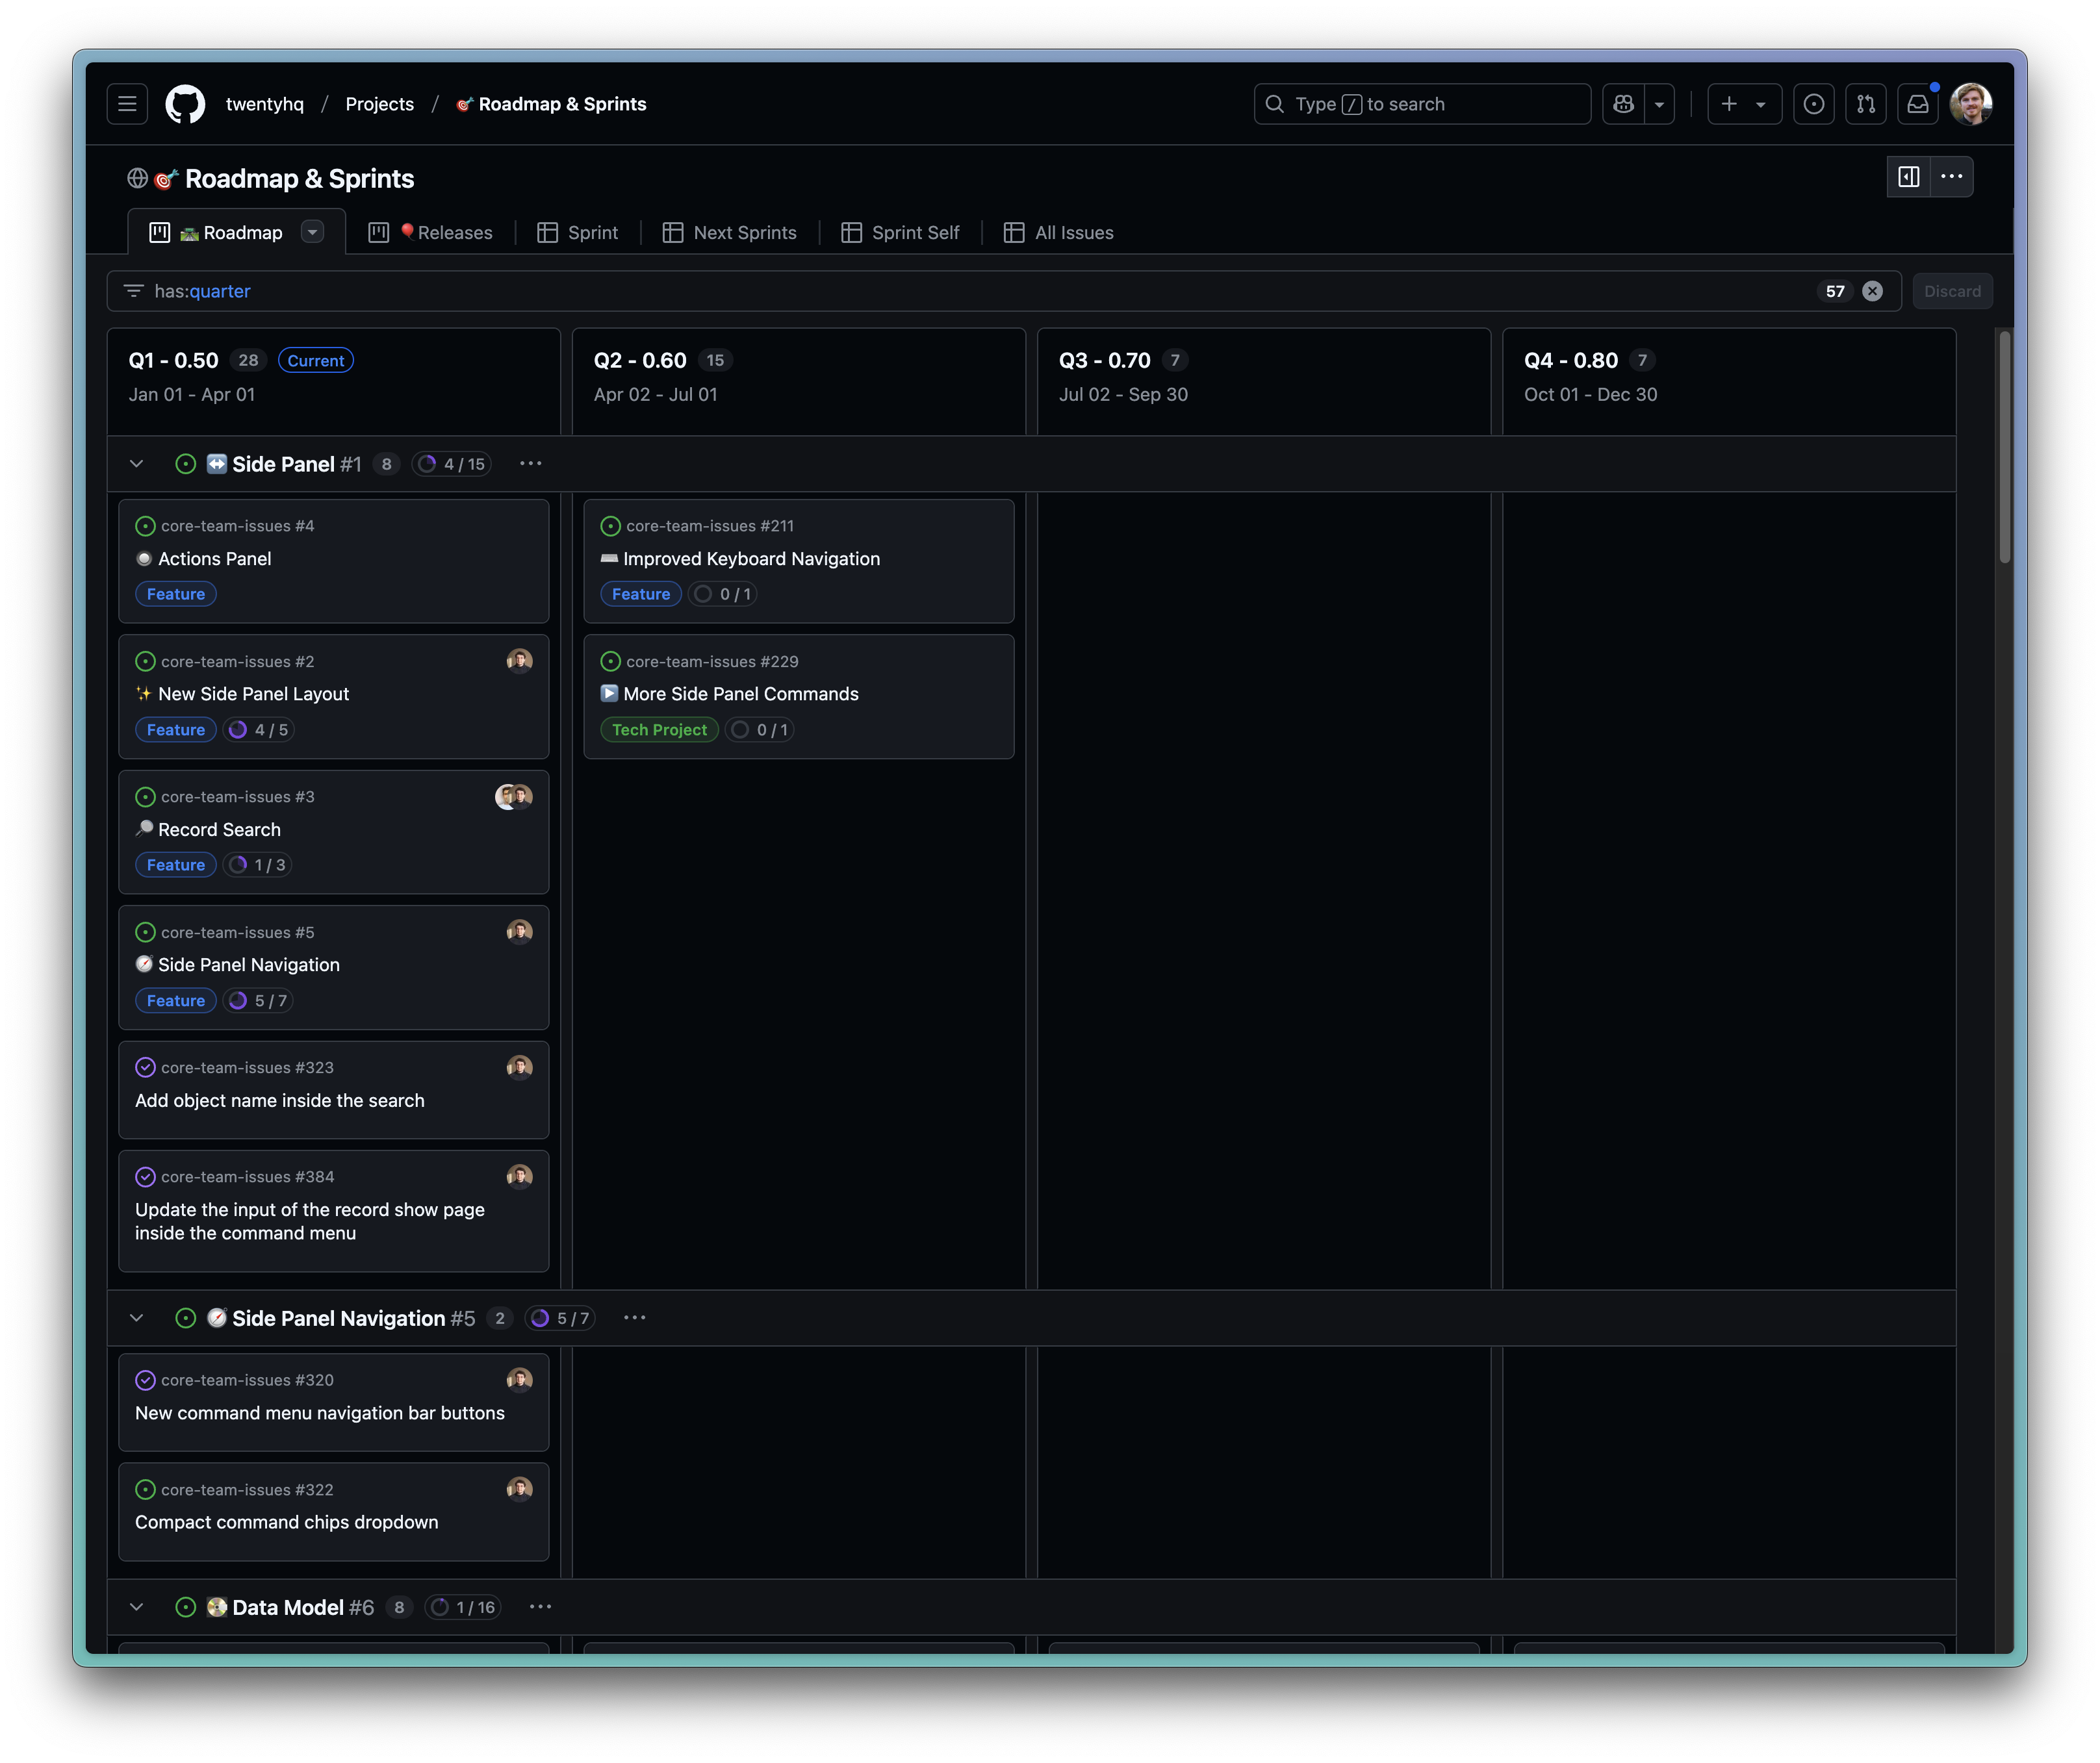 twentyhq / Projects / 🎯 Roadmap & Sprints
Type / to search
🎯 Roadmap & Sprints
🛣️ Roadmap
🎈Releases
Sprint
Next Sprints
Sprint Self
All Issues
has:quarter
57
Discard
Q1 - 0.50 28 Current
Jan 01 - Apr 01
Q2 - 0.60 15
Apr 02 - Jul 01
Q3 - 0.70 7
Jul 02 - Sep 30
Q4 - 0.80 7
Oct 01 - Dec 30
↔️ Side Panel #1 8 4 / 15
core-team-issues #4
🔘 Actions Panel
Feature
core-team-issues #2
✨ New Side Panel Layout
Feature 4 / 5
core-team-issues #3
🔎 Record Search
Feature 1 / 3
core-team-issues #5
🧭 Side Panel Navigation
Feature 5 / 7
core-team-issues #323
Add object name inside the search
core-team-issues #384
Update the input of the record show page
inside the command menu
core-team-issues #211
⌨️ Improved Keyboard Navigation
Feature 0 / 1
core-team-issues #229
▶️ More Side Panel Commands
Tech Project 0 / 1
🧭 Side Panel Navigation #5 2 5 / 7
core-team-issues #320
New command menu navigation bar buttons
core-team-issues #322
Compact command chips dropdown
Data Model #6 8 1 / 16